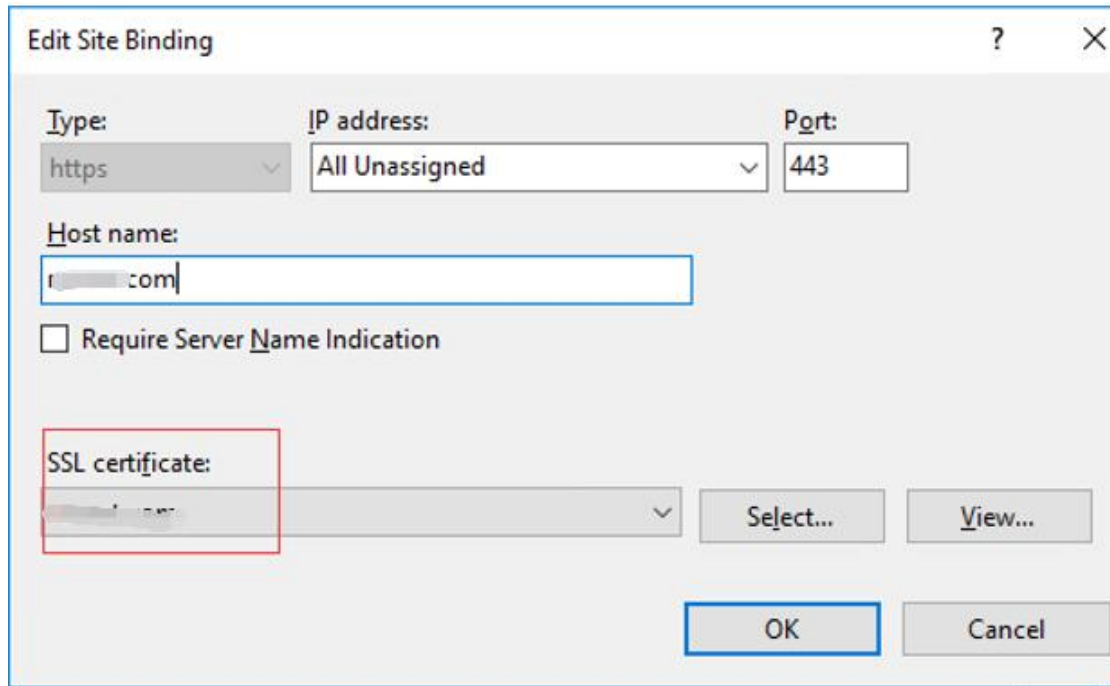 Edit Site Binding
?
Type: IP address: Port:
https All Unassigned 443
Host name:
Require Server Name Indication
SSL certificate:
Select... View...
OK Cancel